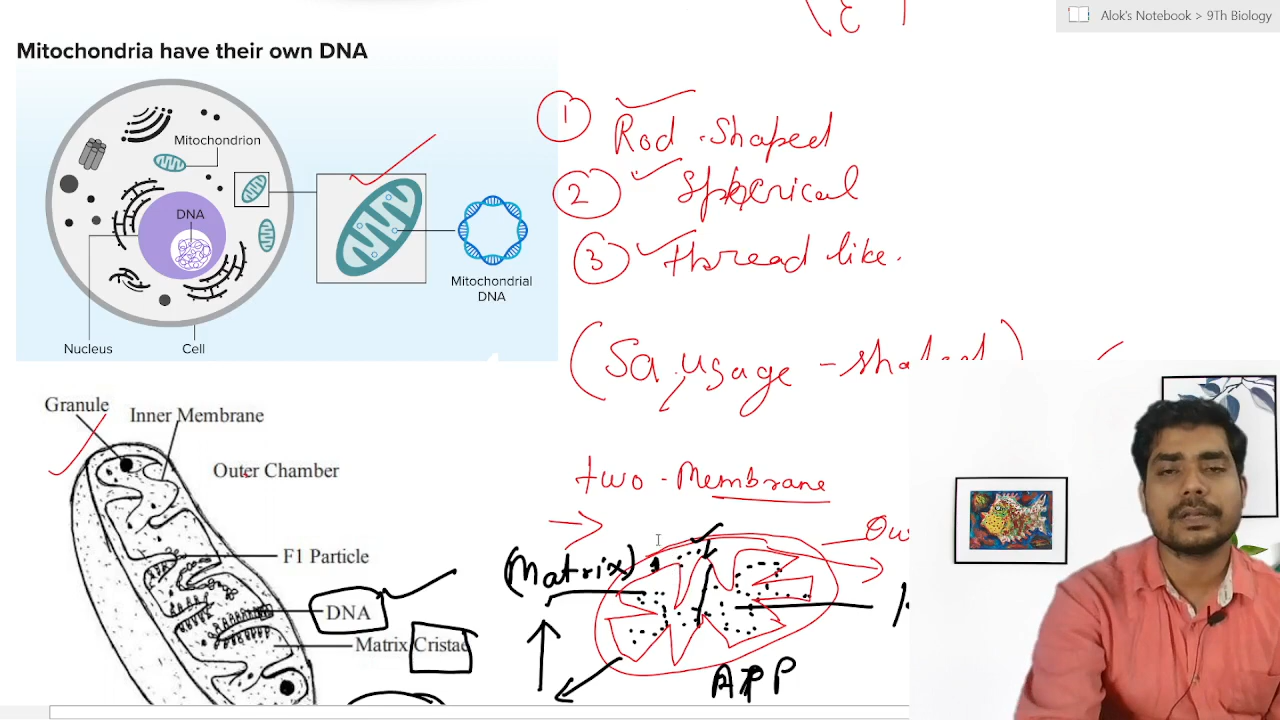 Alok's Notebook > 9Th Biology
Mitochondria have their own DNA
Mitochondrion
DNA
Mitochondrial
DNA
Nucleus
Cell
1 Rod-Shaped
2 Spherical
3 Thread like.
(Sausage-shaped)
Granule
Inner Membrane
Outer Chamber
F1 Particle
DNA
Matrix Cristae
two-Membrane
(Matrix)
Ou